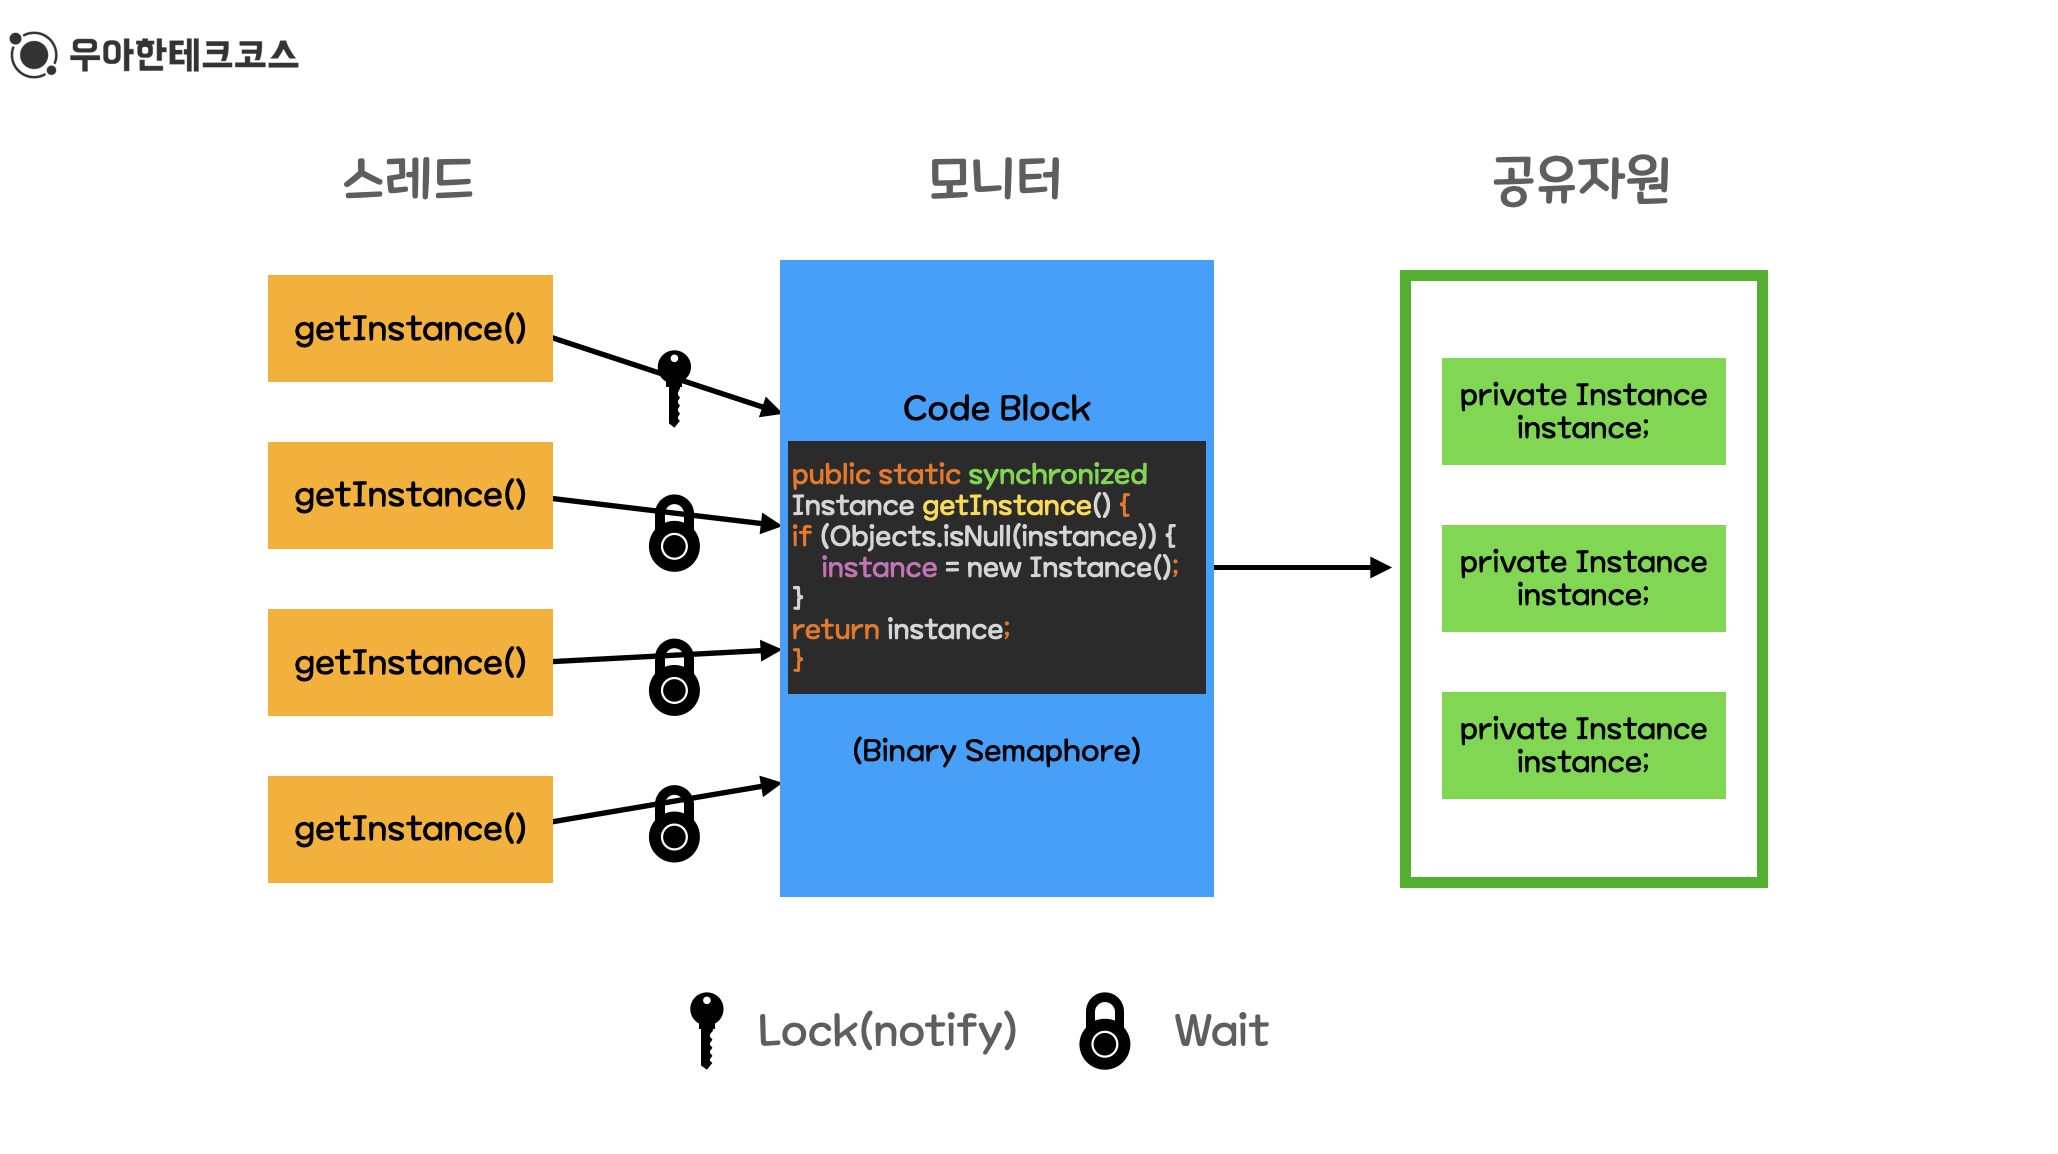 우아한테크코스
스레드
모니터
공유자원
getInstance()
getInstance()
getInstance()
getInstance()
Code Block
public static synchronized
Instance getInstance() {
if (Objects.isNull(instance)) {
instance = new Instance();
}
return instance;
}
(Binary Semaphore)
private Instance
instance;
private Instance
instance;
private Instance
instance;
Lock(notify)
Wait